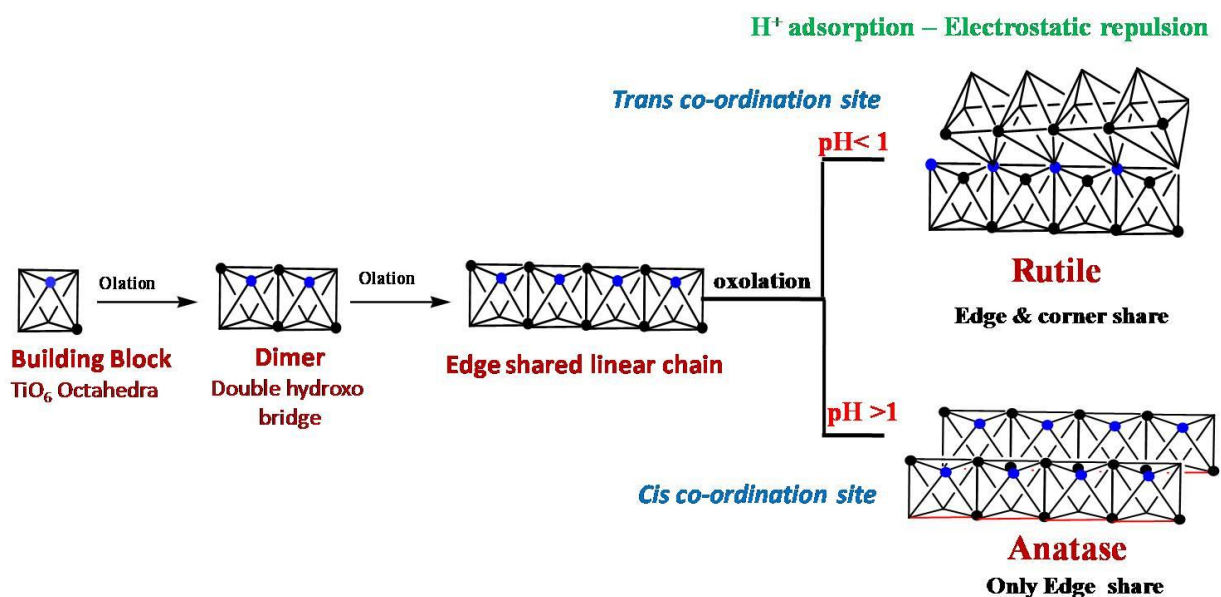 H⁺ adsorption – Electrostatic repulsion
Trans co-ordination site
pH< 1
Rutile
Edge & corner share
Olation
Olation
oxolation
Building Block
TiO₆ Octahedra
Dimer
Double hydroxo
bridge
Edge shared linear chain
pH >1
Cis co-ordination site
Anatase
Only Edge share